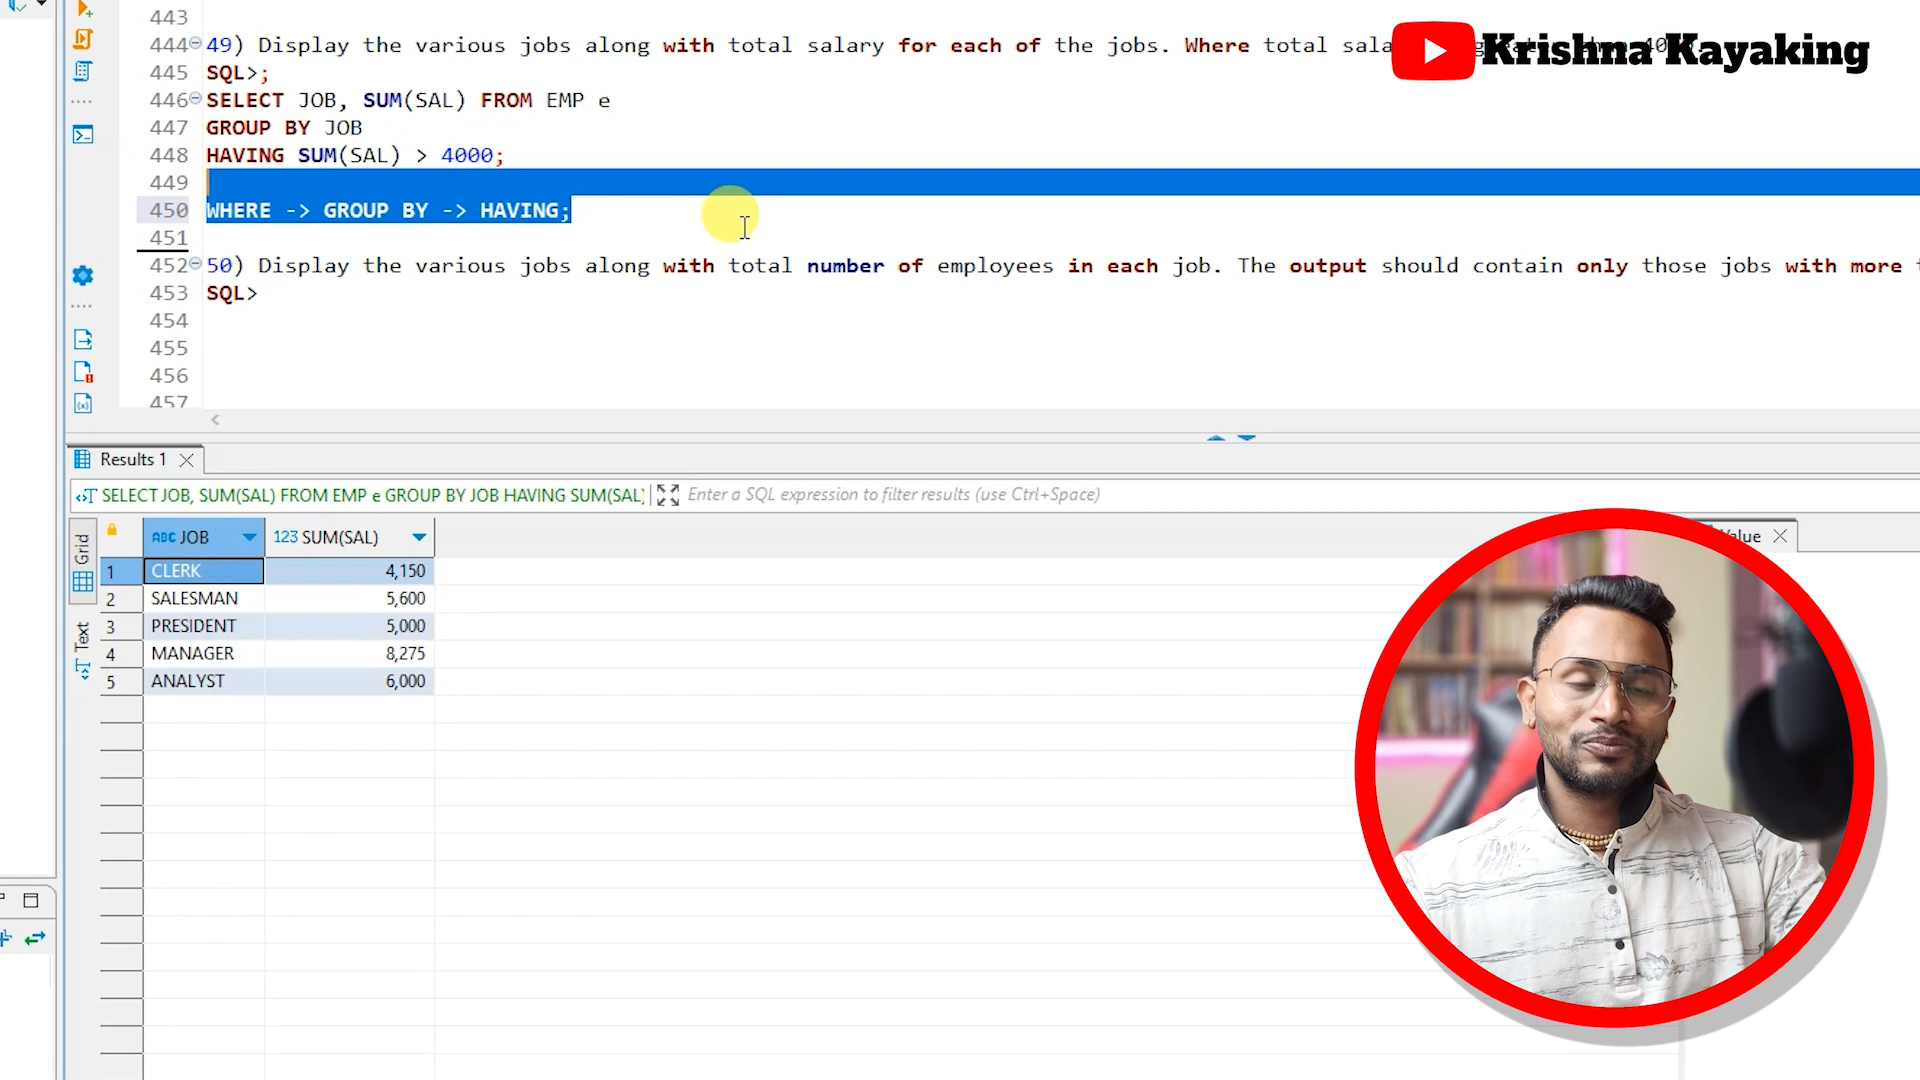 Krishna Kayaking
443
444 49) Display the various jobs along with total salary for each of the jobs. Where total
445 SQL>;
446 SELECT JOB, SUM(SAL) FROM EMP e
447 GROUP BY JOB
448 HAVING SUM(SAL) > 4000;
449
450 WHERE -> GROUP BY -> HAVING;
451
452 50) Display the various jobs along with total number of employees in each job. The output should contain only those jobs with more
453 SQL>
454
455
456
457
Results 1
SELECT JOB, SUM(SAL) FROM EMP e GROUP BY JOB HAVING SUM(SAL) Enter a SQL expression to filter results (use Ctrl+Space)
Grid
Text
ABC JOB 123 SUM(SAL)
1 CLERK 4,150
2 SALESMAN 5,600
3 PRESIDENT 5,000
4 MANAGER 8,275
5 ANALYST 6,000